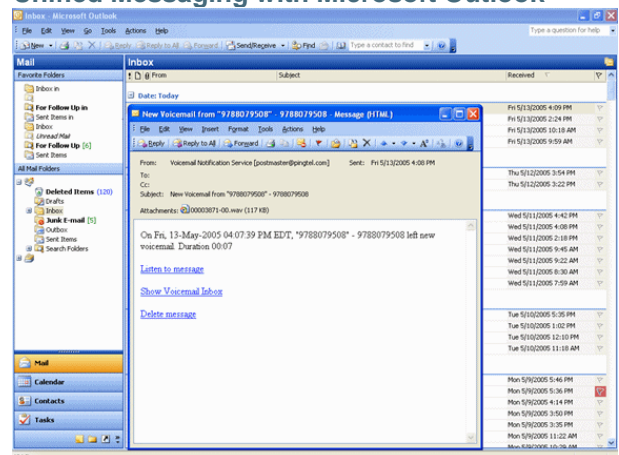 Unified Messaging with Microsoft Outlook
Inbox - Microsoft Outlook
File Edit View Go Tools Actions Help
Type a question for help
New Reply Reply to All Forward Send/Receive Find Type a contact to find
Mail
Inbox
Favorite Folders
From Subject Received
Inbox in
For Follow Up in
Sent Items in
Inbox
Unread Mail
For Follow Up [6]
Sent Items
All Mail Folders
Deleted Items (120)
Drafts
Inbox
Junk E-mail [5]
Outbox
Sent Items
Search Folders
Mail
Calendar
Contacts
Tasks
Date: Today
New Voicemail from "9788079508" - 9788079508 - Message (HTML)
File Edit View Insert Format Tools Actions Help
Reply Reply to All Forward
From: Voicemail Notification Service [postmaster@pingtel.com] Sent: Fri 5/13/2005 4:08 PM
To:
Cc:
Subject: New Voicemail from "9788079508" - 9788079508
Attachments: 00003871-00.wav (117 KB)
On Fri, 13-May-2005 04:07:39 PM EDT, "9788079508" - 9788079508 left new
voicemail. Duration 00:07
Listen to message
Show Voicemail Inbox
Delete message
Fri 5/13/2005 4:09 PM
Fri 5/13/2005 2:24 PM
Fri 5/13/2005 10:18 AM
Fri 5/13/2005 9:59 AM
Thu 5/12/2005 3:54 PM
Thu 5/12/2005 3:22 PM
Wed 5/11/2005 4:42 PM
Wed 5/11/2005 4:08 PM
Wed 5/11/2005 2:18 PM
Wed 5/11/2005 9:45 AM
Wed 5/11/2005 9:22 AM
Wed 5/11/2005 8:30 AM
Wed 5/11/2005 7:59 AM
Tue 5/10/2005 5:35 PM
Tue 5/10/2005 1:02 PM
Tue 5/10/2005 12:10 PM
Tue 5/10/2005 11:18 AM
Mon 5/9/2005 5:46 PM
Mon 5/9/2005 5:36 PM
Mon 5/9/2005 4:14 PM
Mon 5/9/2005 3:50 PM
Mon 5/9/2005 3:35 PM
Mon 5/9/2005 11:22 AM
Mon 5/9/2005 10:29 AM